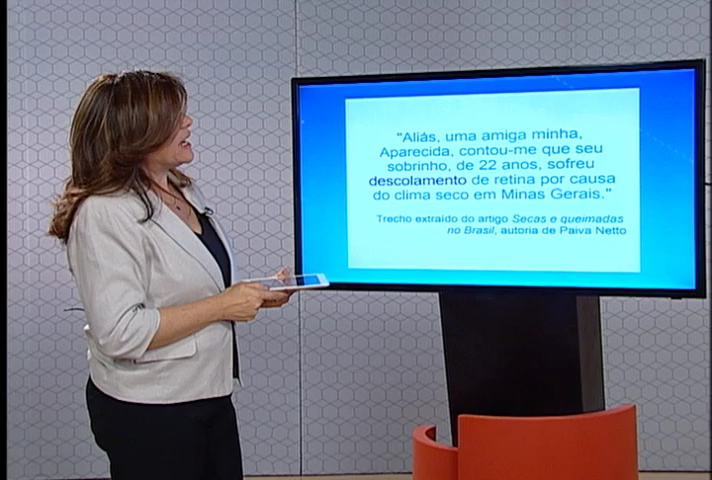 "Aliás, uma amiga minha,
Aparecida, contou-me que seu
sobrinho, de 22 anos, sofreu
descolamento de retina por causa
do clima seco em Minas Gerais."
Trecho extraído do artigo Secas e queimadas
no Brasil, autoria de Paiva Netto